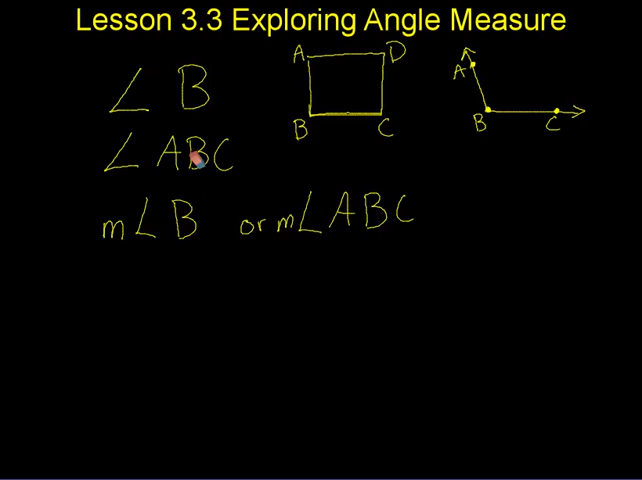 Lesson 3.3 Exploring Angle Measure
∠ B
∠ ABC
m∠ B or m∠ ABC
A D
B C
A
B C